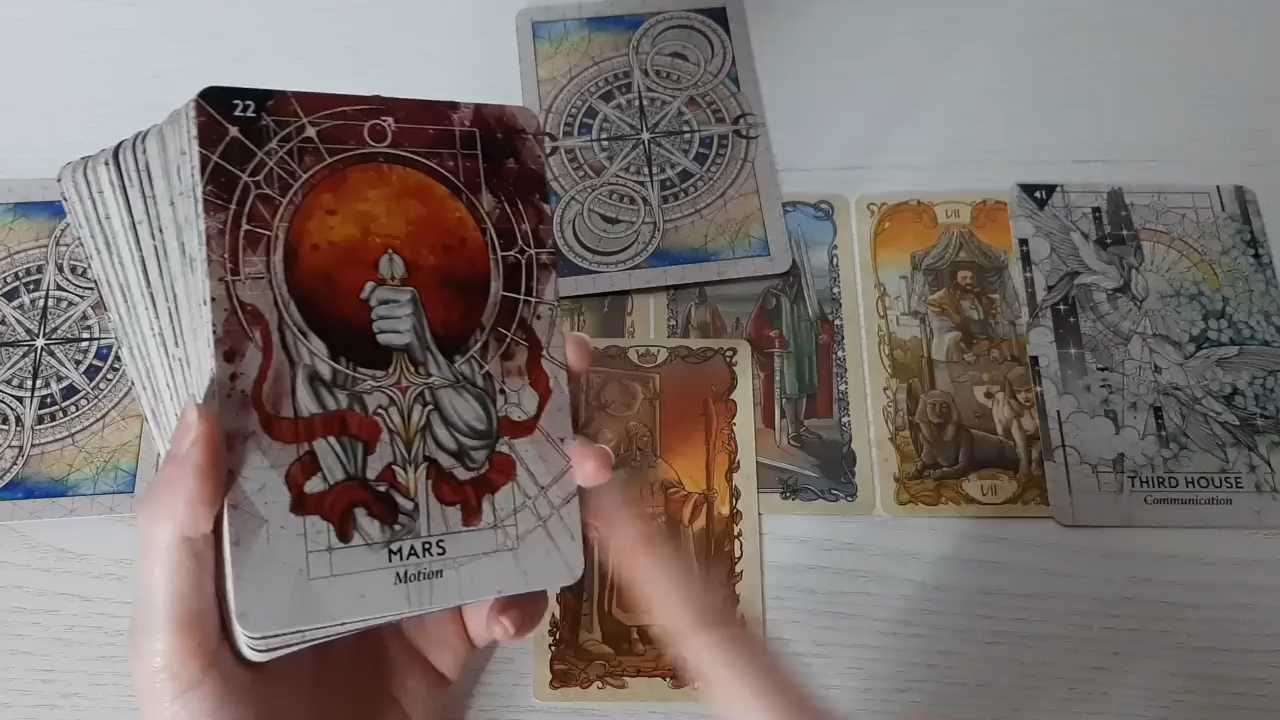 22
♂
MARS
Motion
VII
VII
41
THIRD HOUSE
Communication